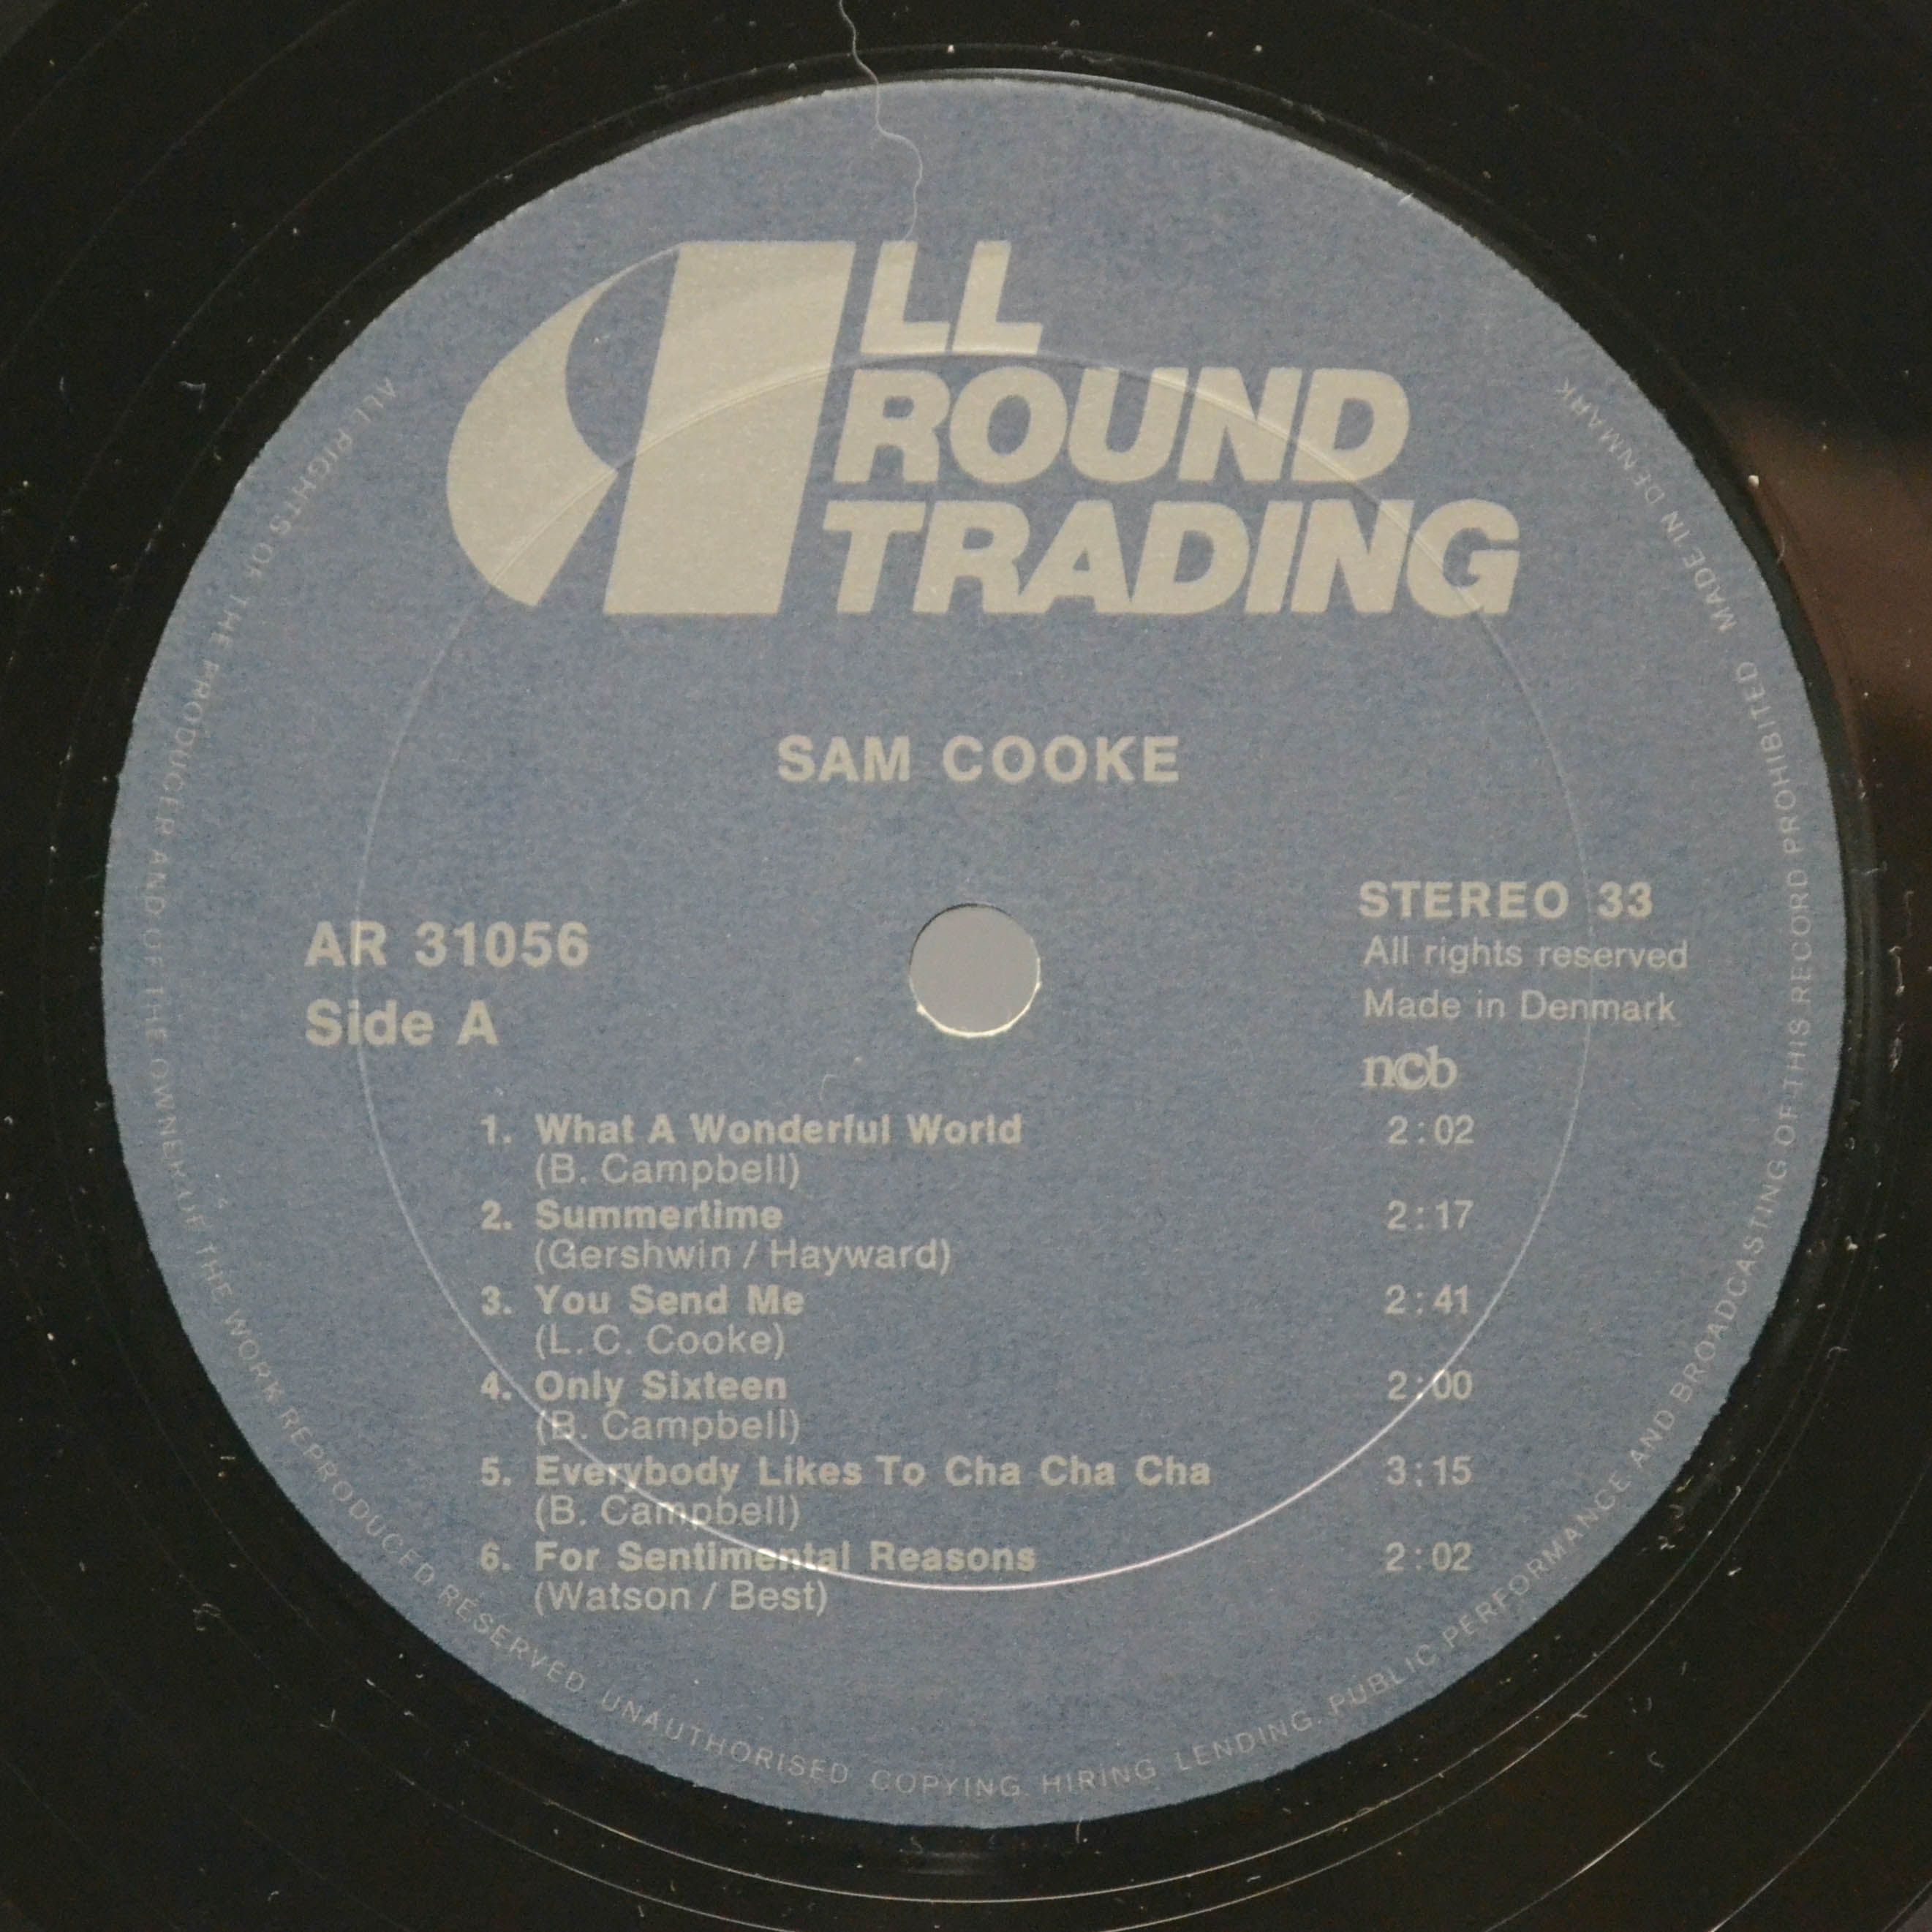 ALL
ROUND
TRADING
SAM COOKE
AR 31056
Side A
STEREO 33
All rights reserved
Made in Denmark
ncb
1. What A Wonderful World 2:02
(B. Campbell)
2. Summertime 2:17
(Gershwin / Hayward)
3. You Send Me 2:41
(L. C. Cooke)
4. Only Sixteen 2:00
(B. Campbell)
5. Everybody Likes To Cha Cha Cha 3:15
(B. Campbell)
6. For Sentimental Reasons 2:02
(Watson / Best)
ALL RIGHTS OF THE PRODUCER AND OF THE OWNER OF THE WORK REPRODUCED RESERVED UNAUTHORISED COPYING, HIRING, LENDING, PUBLIC PERFORMANCE AND BROADCASTING OF THIS RECORD PROHIBITED MADE IN DENMARK